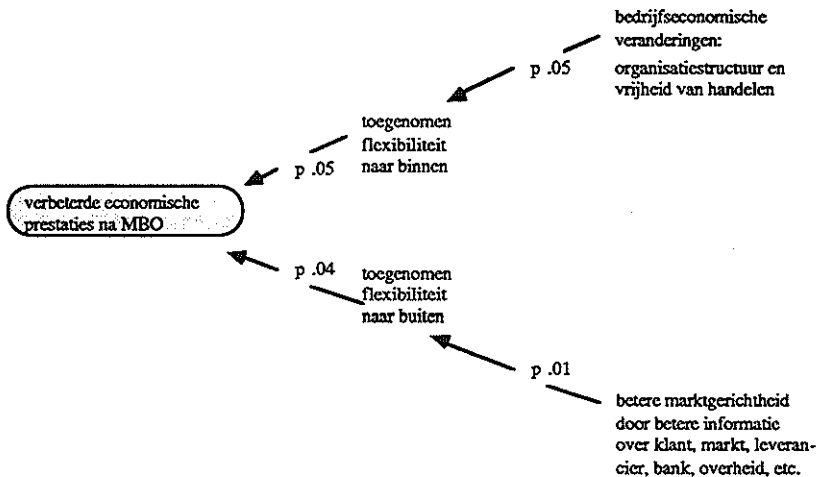 bedrijfseconomische
veranderingen:
p .05
organisatiestructuur en
vrijheid van handelen
toegenomen
flexibiliteit
naar binnen
p .05
verbeterde economische
prestaties na MBO
p .04
toegenomen
flexibiliteit
naar buiten
p .01
betere marktgerichtheid
door betere informatie
over klant, markt, leveran-
cier, bank, overheid, etc.